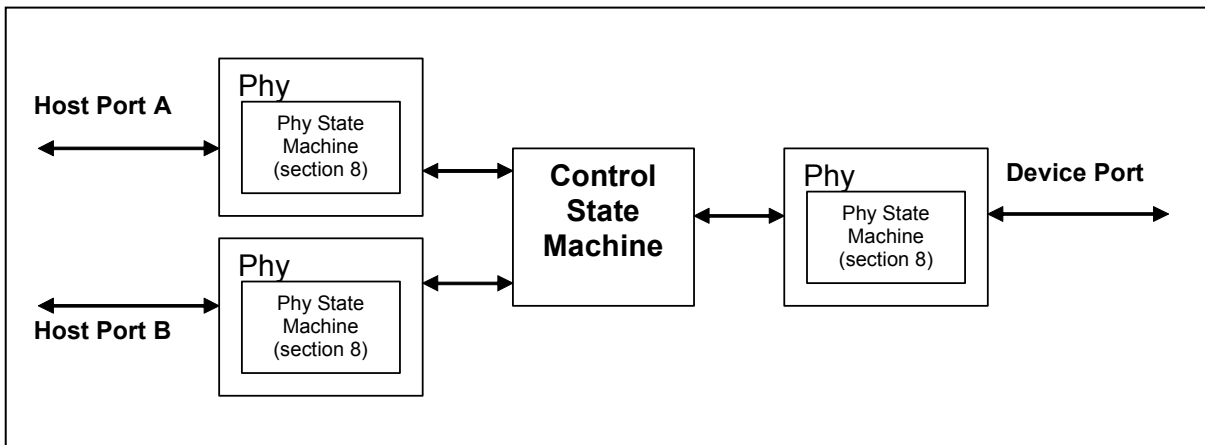 Host Port A
Phy
Phy State
Machine
(section 8)
Host Port B
Phy
Phy State
Machine
(section 8)
Control
State
Machine
Phy
Phy State
Machine
(section 8)
Device Port